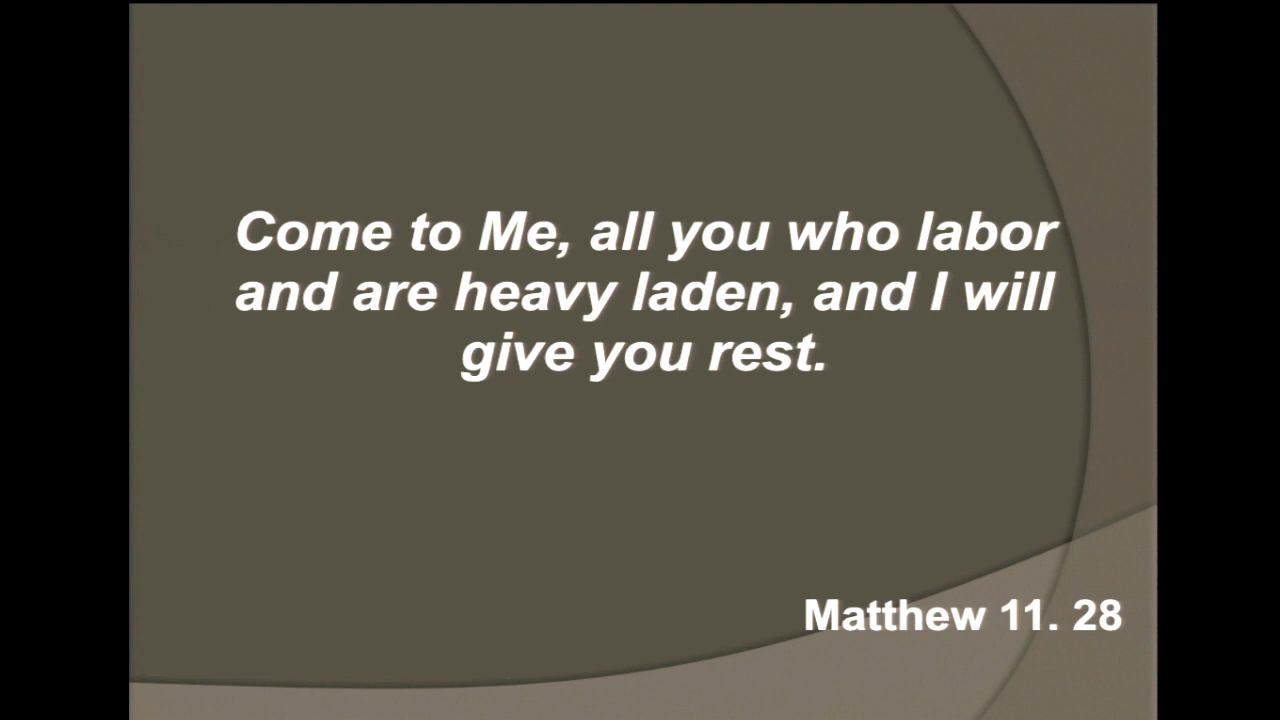 Come to Me, all you who labor
and are heavy laden, and I will
give you rest.
Matthew 11. 28